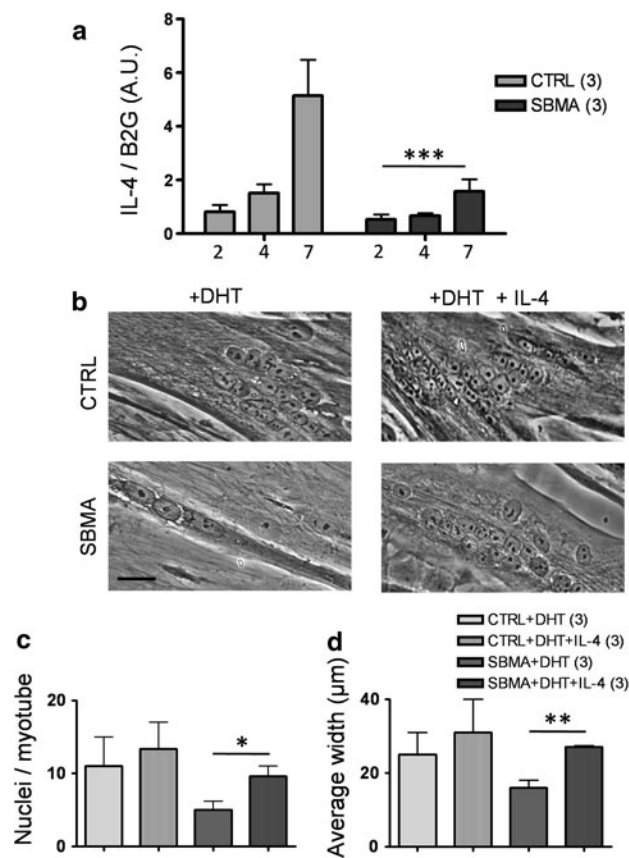 a
8
6
4
2
0
IL-4 / B2G (A.U.)
CTRL (3)
SBMA (3)
***
2 4 7 2 4 7
b
+DHT
+DHT + IL-4
CTRL
SBMA
c
d
CTRL+DHT (3)
CTRL+DHT+IL-4 (3)
SBMA+DHT (3)
SBMA+DHT+IL-4 (3)
Nuclei / myotube
20
10
0
*
Average width (µm)
40
20
0
**